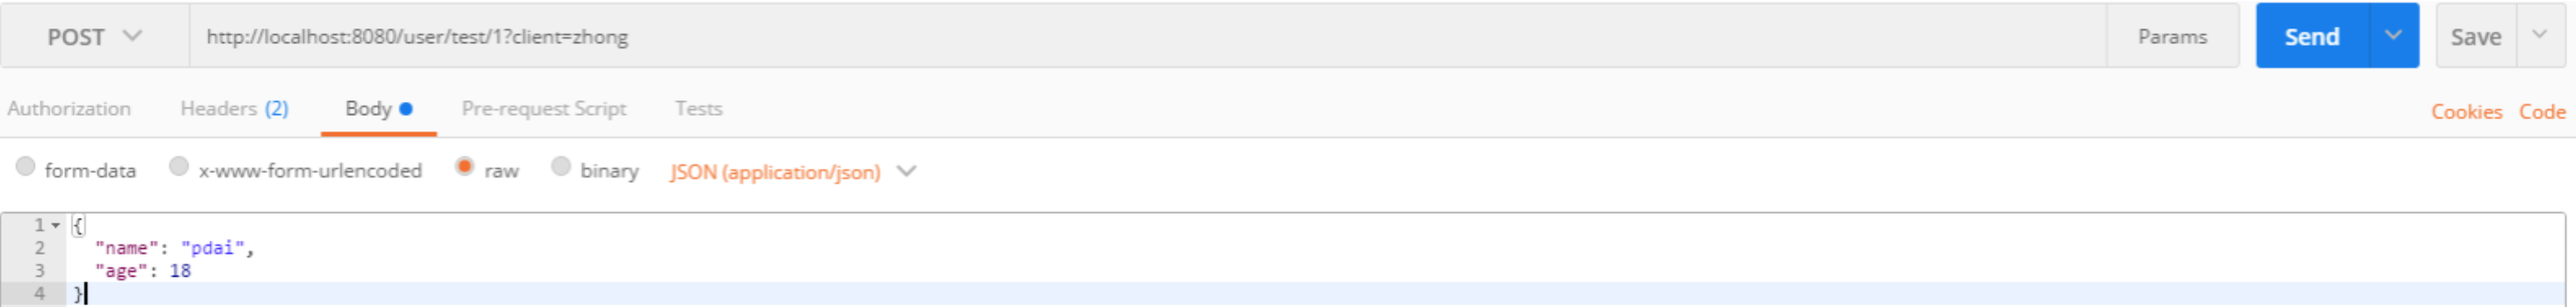 POST http://localhost:8080/user/test/1?client=zhong Params Send Save
Authorization Headers (2) Body Pre-request Script Tests Cookies Code
form-data x-www-form-urlencoded raw binary JSON (application/json)
1 {
2 "name": "pdai",
3 "age": 18
4 }